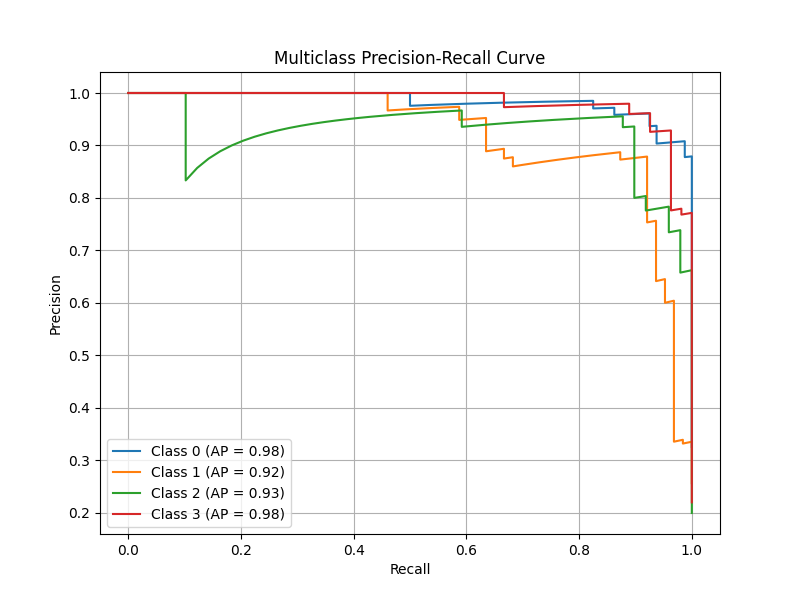 Multiclass Precision-Recall Curve
Precision
1.0
0.9
0.8
0.7
0.6
0.5
0.4
0.3
0.2
Class 0 (AP = 0.98)
Class 1 (AP = 0.92)
Class 2 (AP = 0.93)
Class 3 (AP = 0.98)
0.0 0.2 0.4 0.6 0.8 1.0
Recall